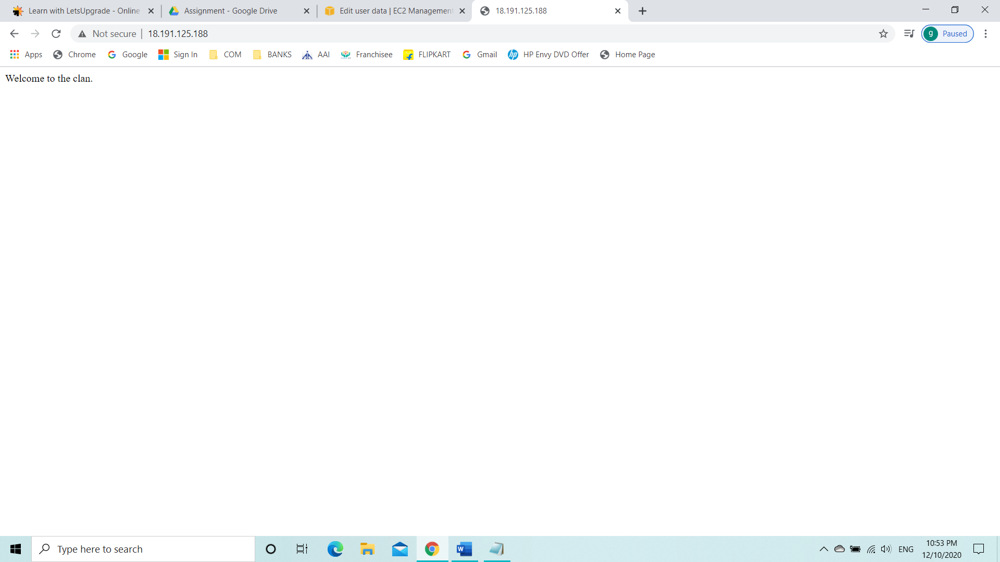 Learn with LetsUpgrade - Online
Assignment - Google Drive
Edit user data | EC2 Management
18.191.125.188
Not secure
18.191.125.188
g
Paused
Apps
Chrome
Google
Sign In
COM
BANKS
AAI
Franchisee
FLIPKART
Gmail
hp
HP Envy DVD Offer
Home Page
Welcome to the clan.
Type here to search
W
ENG
10:53 PM
12/10/2020